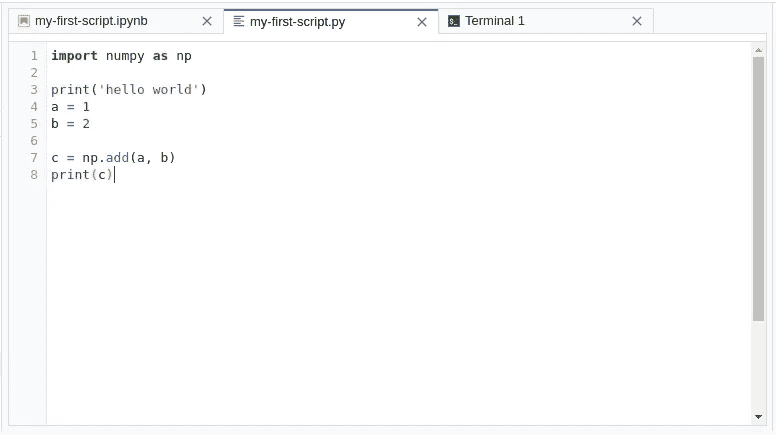 my-first-script.ipynb
my-first-script.py
Terminal 1
1 import numpy as np
2
3 print('hello world')
4 a = 1
5 b = 2
6
7 c = np.add(a, b)
8 print(c)